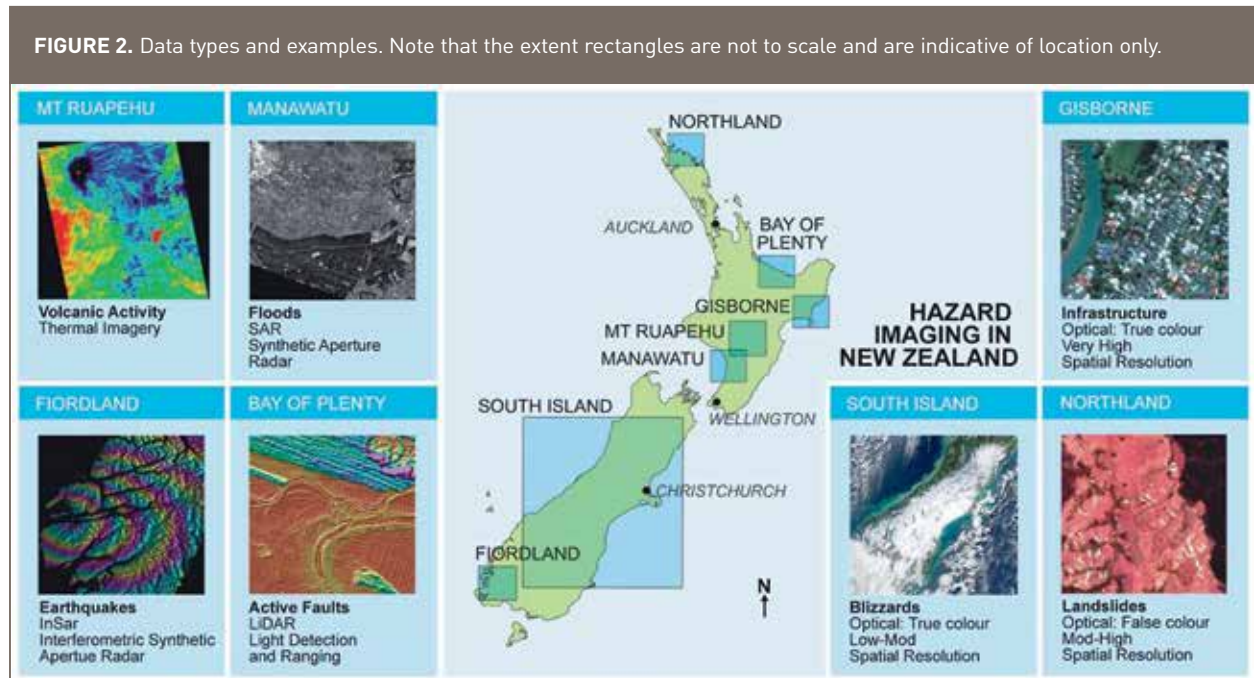 FIGURE 2. Data types and examples. Note that the extent rectangles are not to scale and are indicative of location only.
MT RUAPEHU
Volcanic Activity
Thermal Imagery
MANAWATU
Floods
SAR
Synthetic Aperture
Radar
FIORDLAND
Earthquakes
InSar
Interferometric Synthetic
Apertue Radar
BAY OF PLENTY
Active Faults
LiDAR
Light Detection
and Ranging
NORTHLAND
AUCKLAND
BAY OF
PLENTY
GISBORNE
MT RUAPEHU
MANAWATU
HAZARD
IMAGING IN
NEW ZEALAND
SOUTH ISLAND
WELLINGTON
CHRISTCHURCH
FIORDLAND
N
GISBORNE
Infrastructure
Optical: True colour
Very High
Spatial Resolution
SOUTH ISLAND
Blizzards
Optical: True colour
Low-Mod
Spatial Resolution
NORTHLAND
Landslides
Optical: False colour
Mod-High
Spatial Resolution